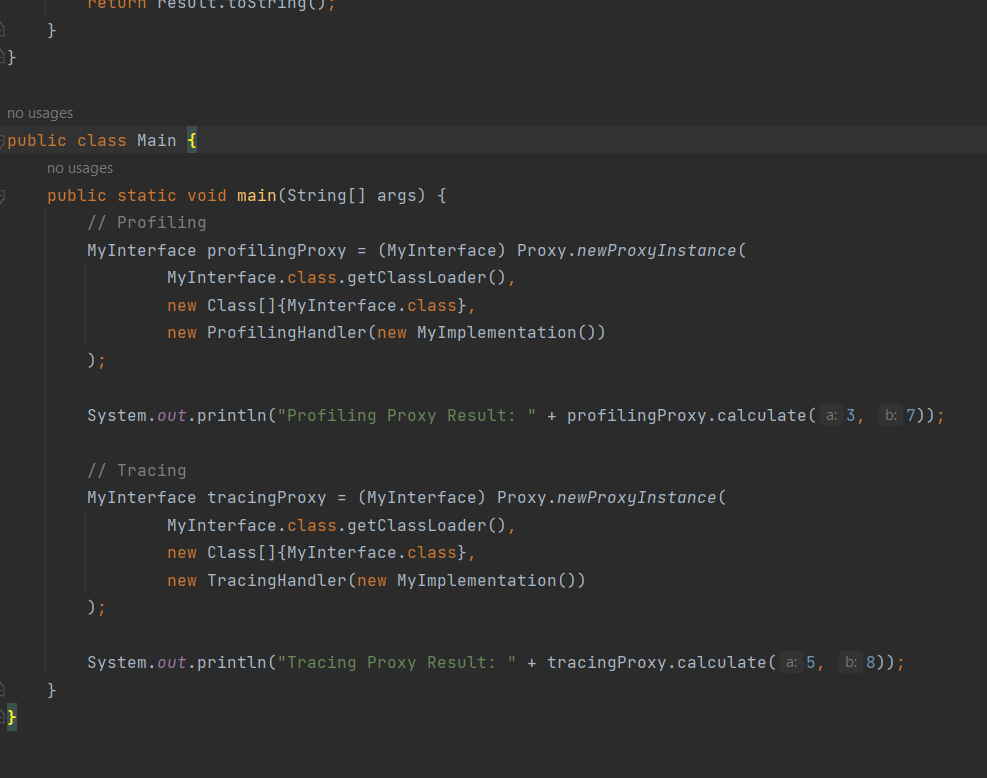 return result.toString();
}
}
no usages
public class Main {
no usages
public static void main(String[] args) {
// Profiling
MyInterface profilingProxy = (MyInterface) Proxy.newProxyInstance(
MyInterface.class.getClassLoader(),
new Class[]{MyInterface.class},
new ProfilingHandler(new MyImplementation())
);
System.out.println("Profiling Proxy Result: " + profilingProxy.calculate( a: 3, b: 7));
// Tracing
MyInterface tracingProxy = (MyInterface) Proxy.newProxyInstance(
MyInterface.class.getClassLoader(),
new Class[]{MyInterface.class},
new TracingHandler(new MyImplementation())
);
System.out.println("Tracing Proxy Result: " + tracingProxy.calculate( a: 5, b: 8));
}
}